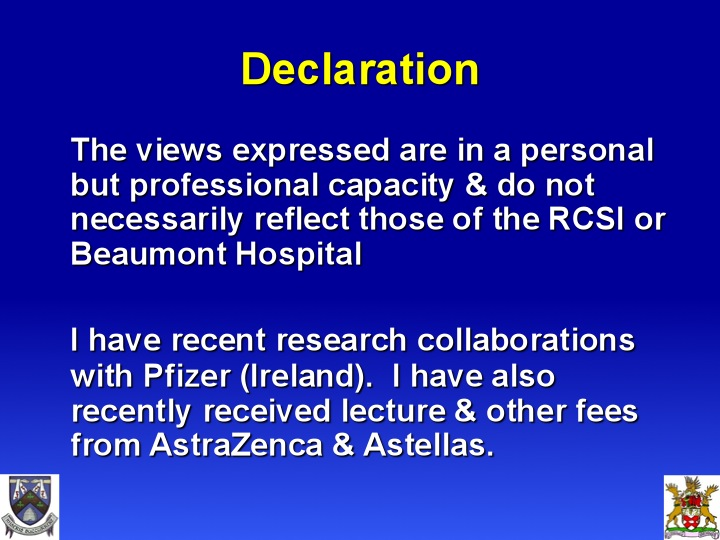 Declaration
The views expressed are in a personal
but professional capacity & do not
necessarily reflect those of the RCSI or
Beaumont Hospital
I have recent research collaborations
with Pfizer (Ireland).  I have also
recently received lecture & other fees
from AstraZenca & Astellas.